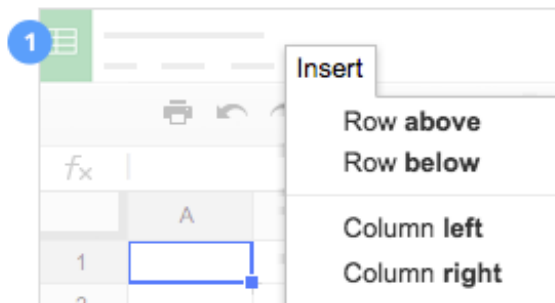 1
Insert
Row above
Row below
fx
Column left
A
Column right
1